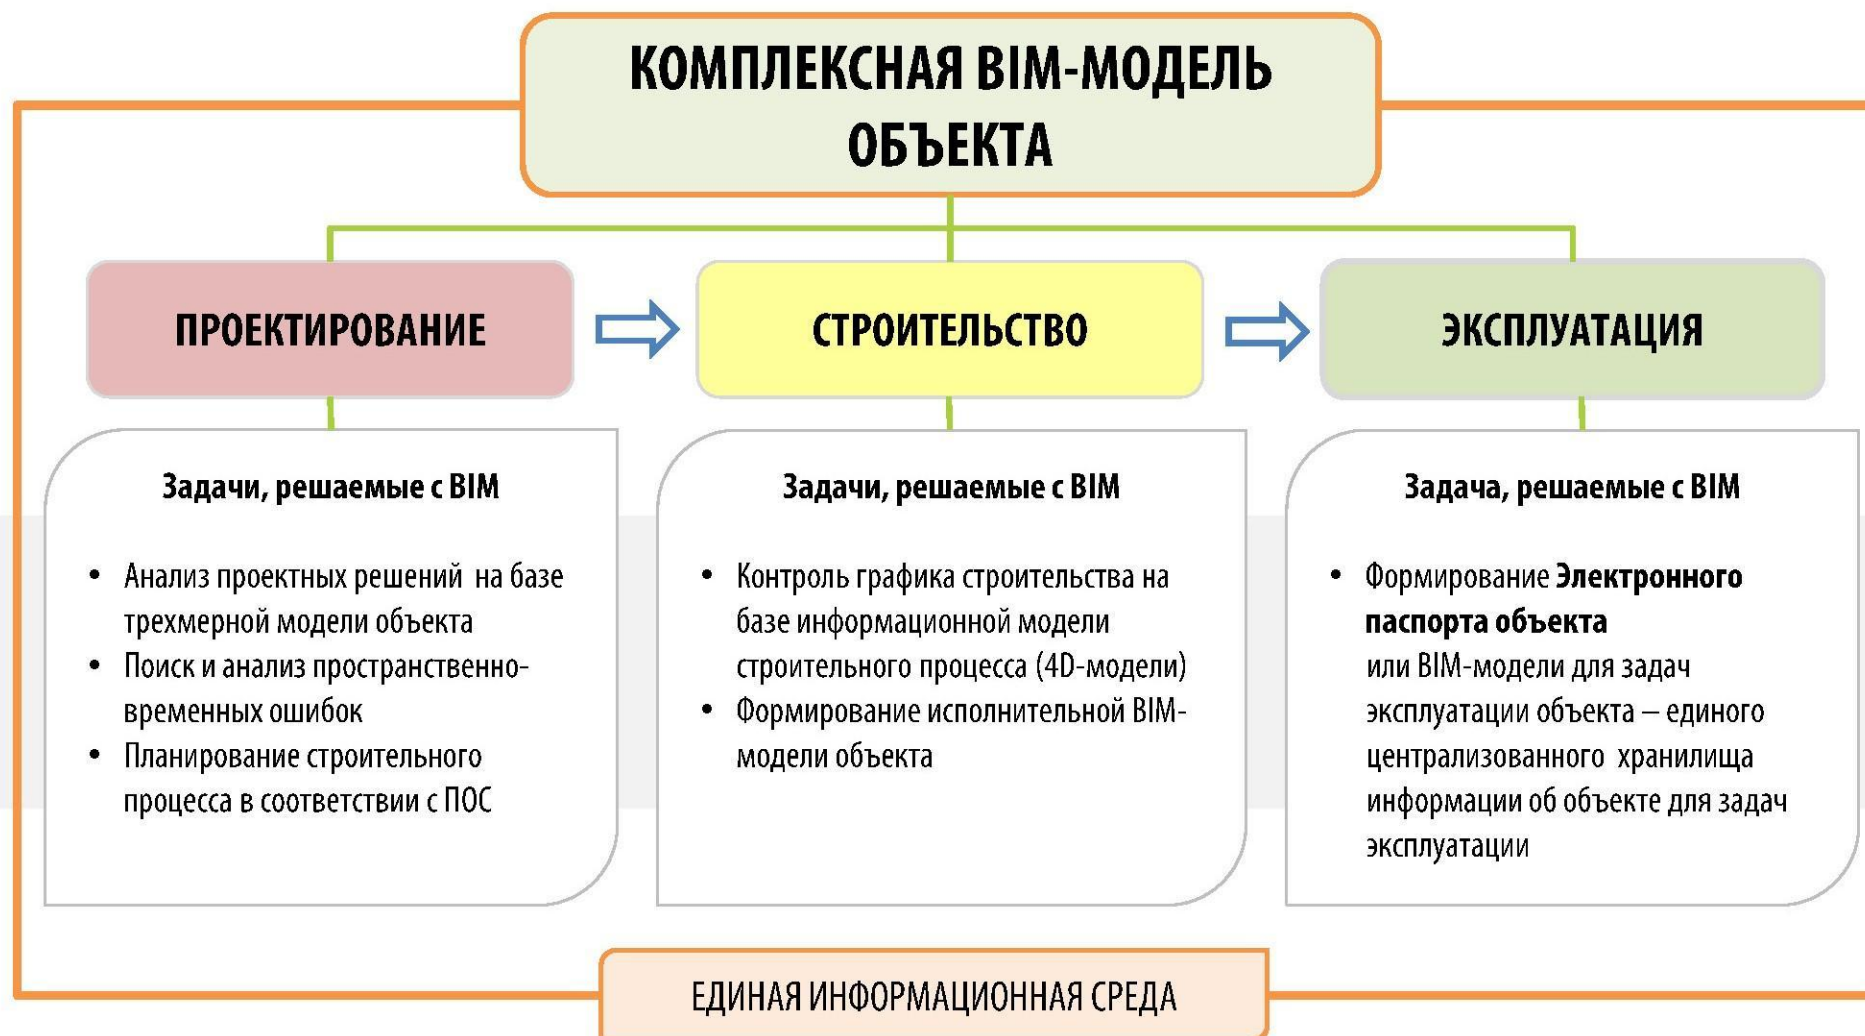 КОМПЛЕКСНАЯ BIM-МОДЕЛЬ
ОБЪЕКТА
ПРОЕКТИРОВАНИЕ
СТРОИТЕЛЬСТВО
ЭКСПЛУАТАЦИЯ
Задачи, решаемые с BIM
• Анализ проектных решений на базе
трехмерной модели объекта
• Поиск и анализ пространственно-
временных ошибок
• Планирование строительного
процесса в соответствии с ПОС
Задачи, решаемые с BIM
• Контроль графика строительства на
базе информационной модели
строительного процесса (4D-модели)
• Формирование исполнительной BIM-
модели объекта
Задача, решаемые с BIM
• Формирование Электронного
паспорта объекта
или BIM-модели для задач
эксплуатации объекта – единого
централизованного хранилища
информации об объекте для задач
эксплуатации
ЕДИНАЯ ИНФОРМАЦИОННАЯ СРЕДА